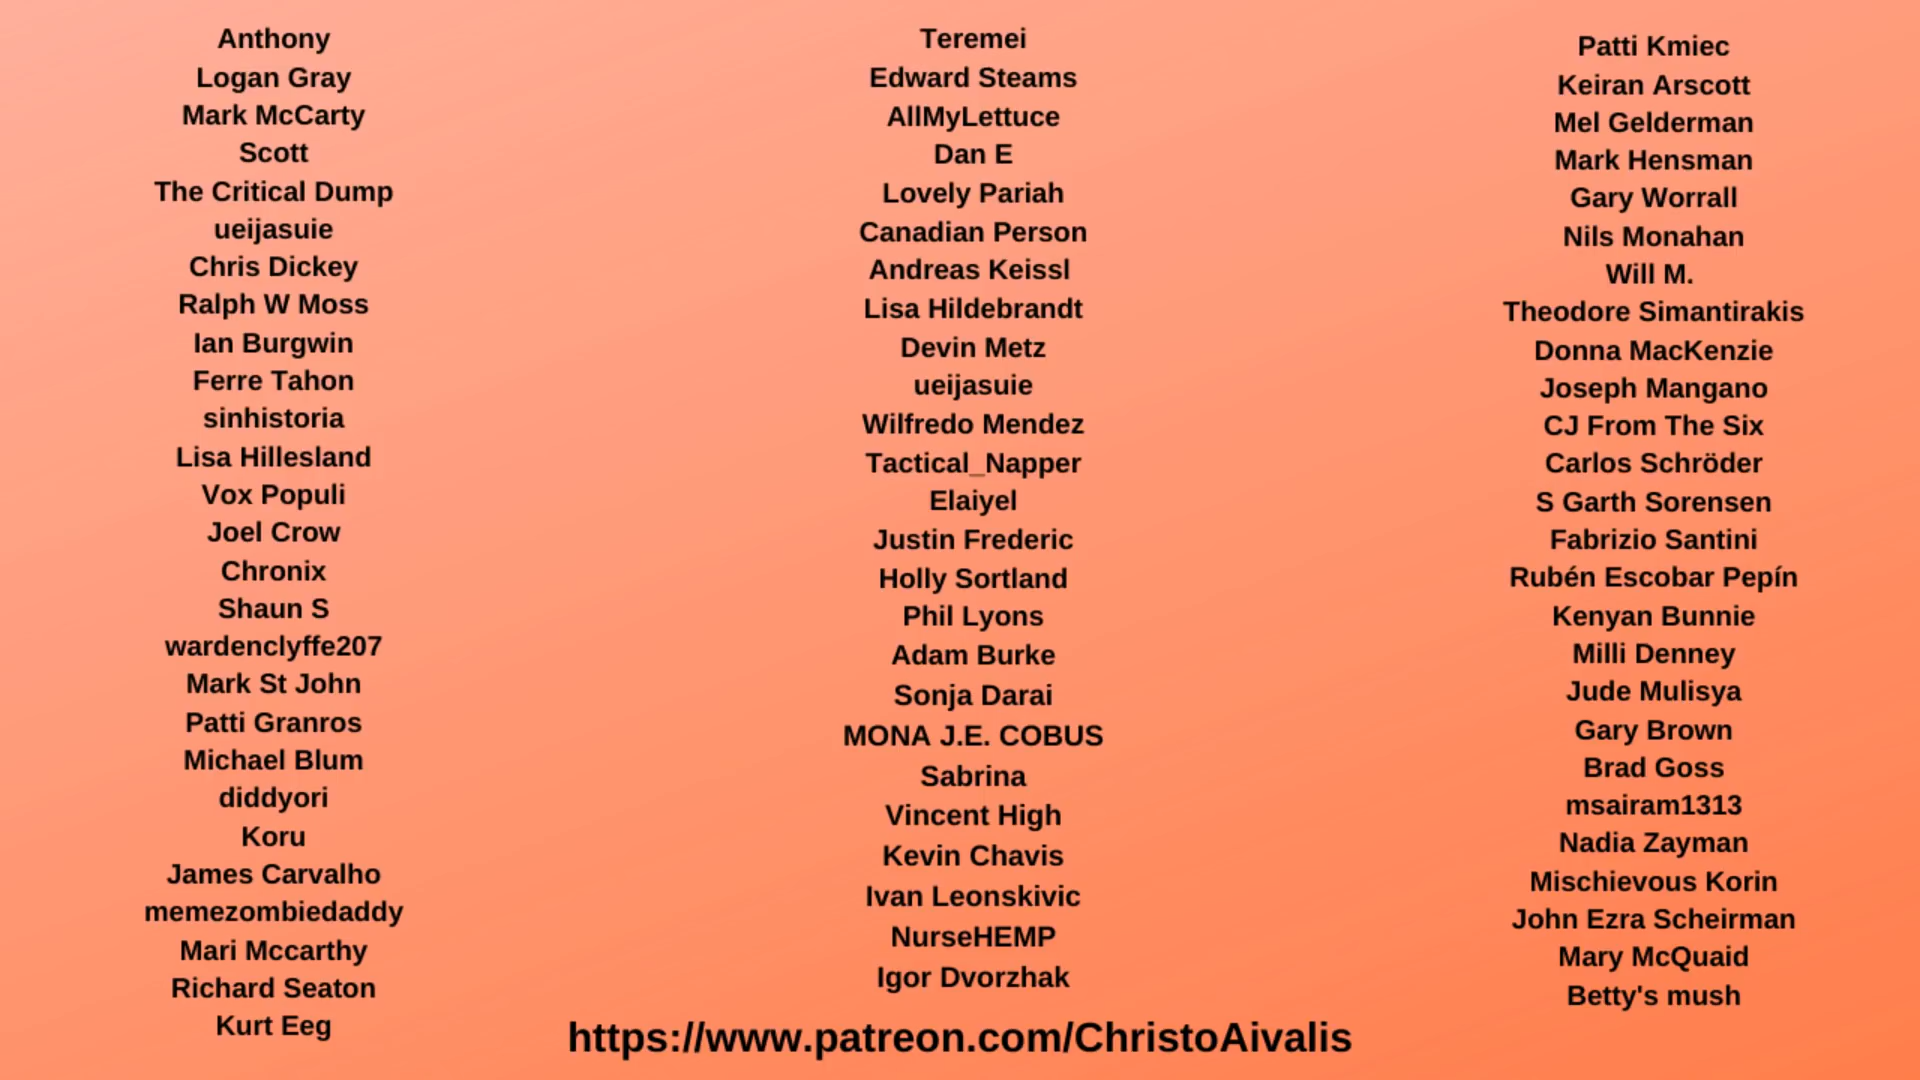 Anthony
Logan Gray
Mark McCarty
Scott
The Critical Dump
ueijasuie
Chris Dickey
Ralph W Moss
Ian Burgwin
Ferre Tahon
sinhistoria
Lisa Hillesland
Vox Populi
Joel Crow
Chronix
Shaun S
wardenclyffe207
Mark St John
Patti Granros
Michael Blum
diddyori
Koru
James Carvalho
memezombiedaddy
Mari Mccarthy
Richard Seaton
Kurt Eeg
Teremei
Edward Steams
AllMyLettuce
Dan E
Lovely Pariah
Canadian Person
Andreas Keissl
Lisa Hildebrandt
Devin Metz
ueijasuie
Wilfredo Mendez
Tactical_Napper
Elaiyel
Justin Frederic
Holly Sortland
Phil Lyons
Adam Burke
Sonja Darai
MONA J.E. COBUS
Sabrina
Vincent High
Kevin Chavis
Ivan Leonskivic
NurseHEMP
Igor Dvorzhak
Patti Kmiec
Keiran Arscott
Mel Gelderman
Mark Hensman
Gary Worrall
Nils Monahan
Will M.
Theodore Simantirakis
Donna MacKenzie
Joseph Mangano
CJ From The Six
Carlos Schröder
S Garth Sorensen
Fabrizio Santini
Rubén Escobar Pepín
Kenyan Bunnie
Milli Denney
Jude Mulisya
Gary Brown
Brad Goss
msairam1313
Nadia Zayman
Mischievous Korin
John Ezra Scheirman
Mary McQuaid
Betty's mush
https://www.patreon.com/ChristoAivalis